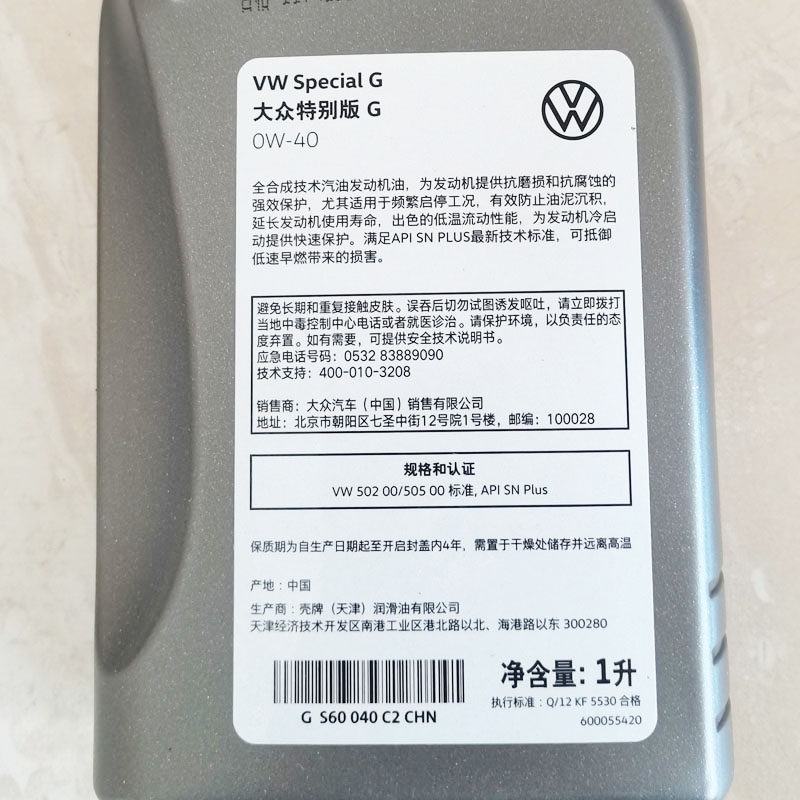 VW Special G
大众特别版 G
0W-40
全合成技术汽油发动机油，为发动机提供抗磨损和抗腐蚀的
强效保护，尤其适用于频繁启停工况，有效防止油泥沉积，
延长发动机使用寿命，出色的低温流动性能，为发动机冷启
动提供快速保护。满足API SN PLUS最新技术标准，可抵御
低速早燃带来的损害。
避免长期和重复接触皮肤。误吞后切勿试图诱发呕吐，请立即拨打
当地中毒控制中心电话或者就医诊治。请保护环境，以负责任的态
度弃置。如有需要，可提供安全技术说明书。
应急电话号码：0532 83889090
技术支持：400-010-3208
销售商：大众汽车（中国）销售有限公司
地址：北京市朝阳区七圣中街12号院1号楼，邮编：100028
规格和认证
VW 502 00/505 00 标准, API SN Plus
保质期为自生产日期起至开启封盖内4年，需置于干燥处储存并远离高温
产地：中国
生产商：壳牌（天津）润滑油有限公司
天津经济技术开发区南港工业区港北路以北、海港路以东 300280
G S60 040 C2 CHN
净含量: 1升
执行标准：Q/12 KF 5530 合格
600055420